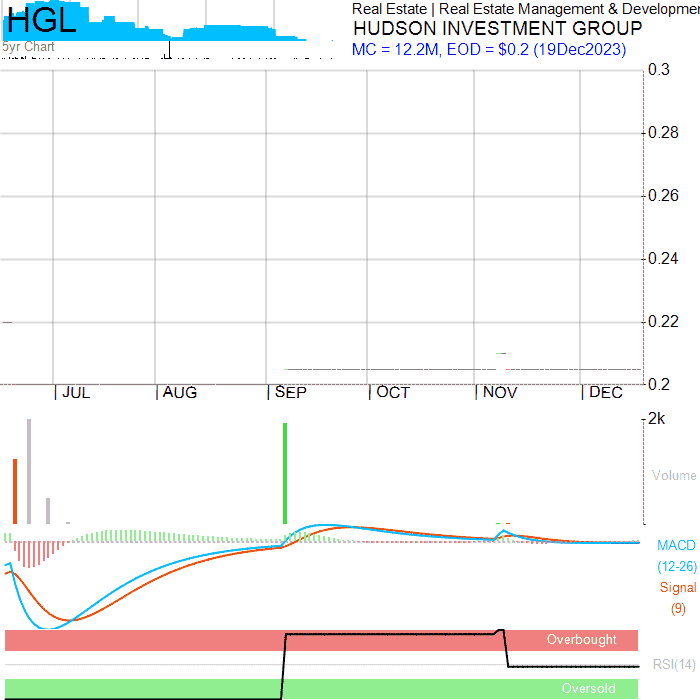 HGL
5yr Chart
Real Estate | Real Estate Management & Developmen
HUDSON INVESTMENT GROUP
MC = 12.2M, EOD = $0.2 (19Dec2023)
0.3
0.28
0.26
0.24
0.22
0.2
JUL AUG SEP OCT NOV DEC
2k
Volume
MACD
(12-26)
Signal
(9)
Overbought
RSI(14)
Oversold